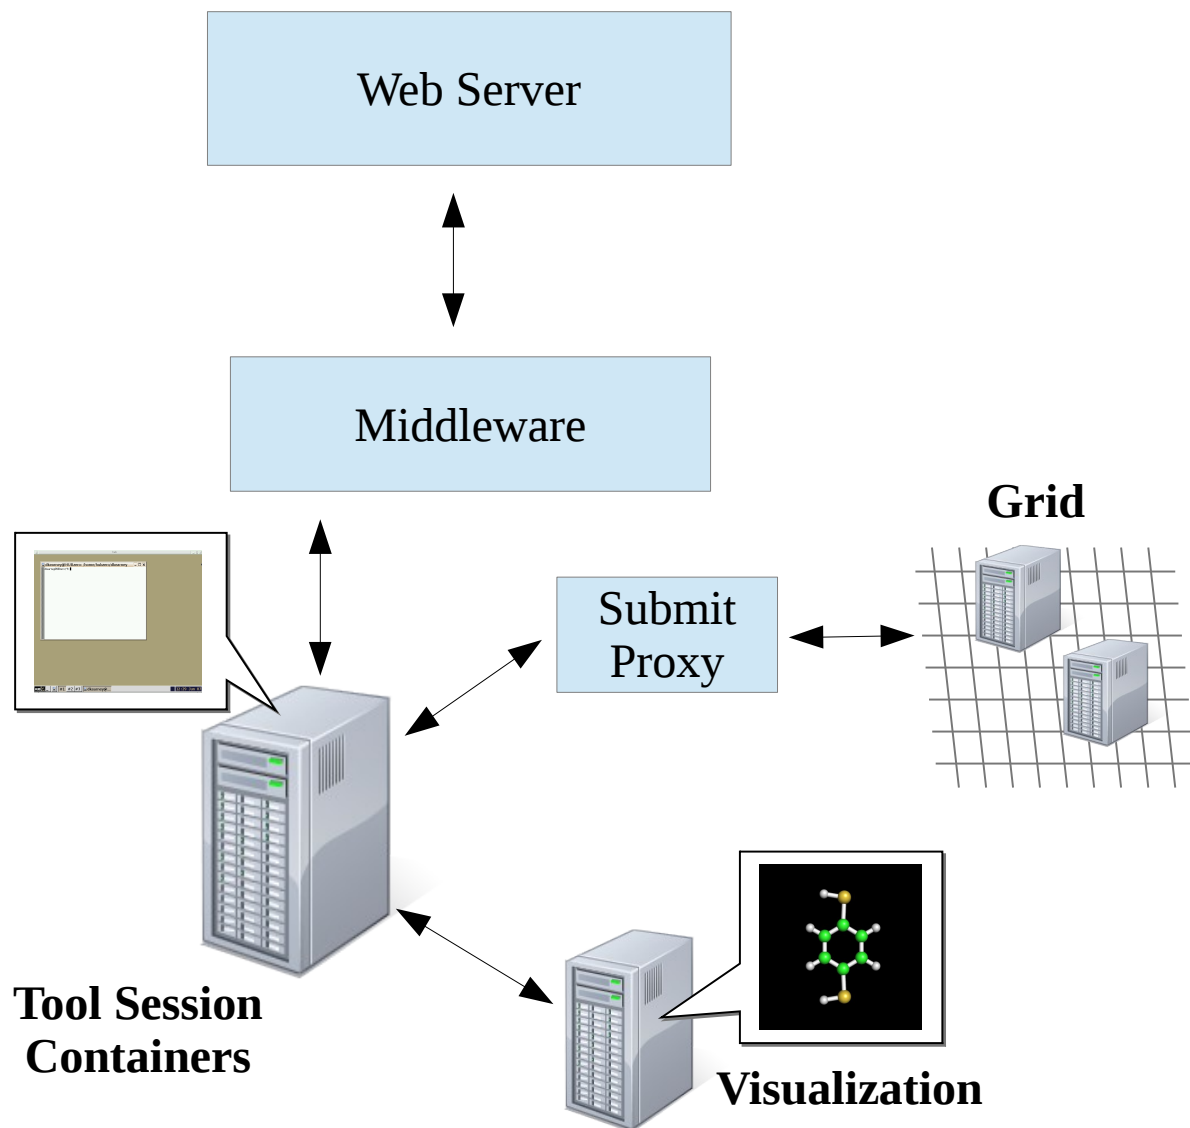 Web Server
Middleware
Grid
Submit
Proxy
Tool Session
Containers
Visualization